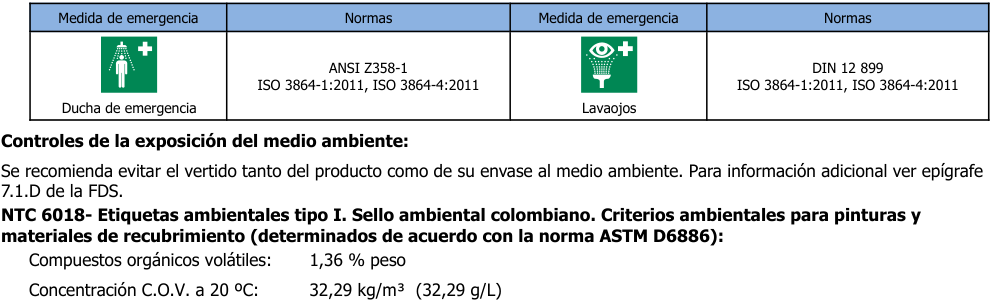 Medida de emergencia Normas Medida de emergencia Normas
ANSI Z358-1
ISO 3864-1:2011, ISO 3864-4:2011
DIN 12 899
ISO 3864-1:2011, ISO 3864-4:2011
Ducha de emergencia Lavaojos
Controles de la exposición del medio ambiente:
Se recomienda evitar el vertido tanto del producto como de su envase al medio ambiente. Para información adicional ver epígrafe
7.1.D de la FDS.
NTC 6018- Etiquetas ambientales tipo I. Sello ambiental colombiano. Criterios ambientales para pinturas y
materiales de recubrimiento (determinados de acuerdo con la norma ASTM D6886):
Compuestos orgánicos volátiles: 1,36 % peso
Concentración C.O.V. a 20 ºC: 32,29 kg/m³ (32,29 g/L)